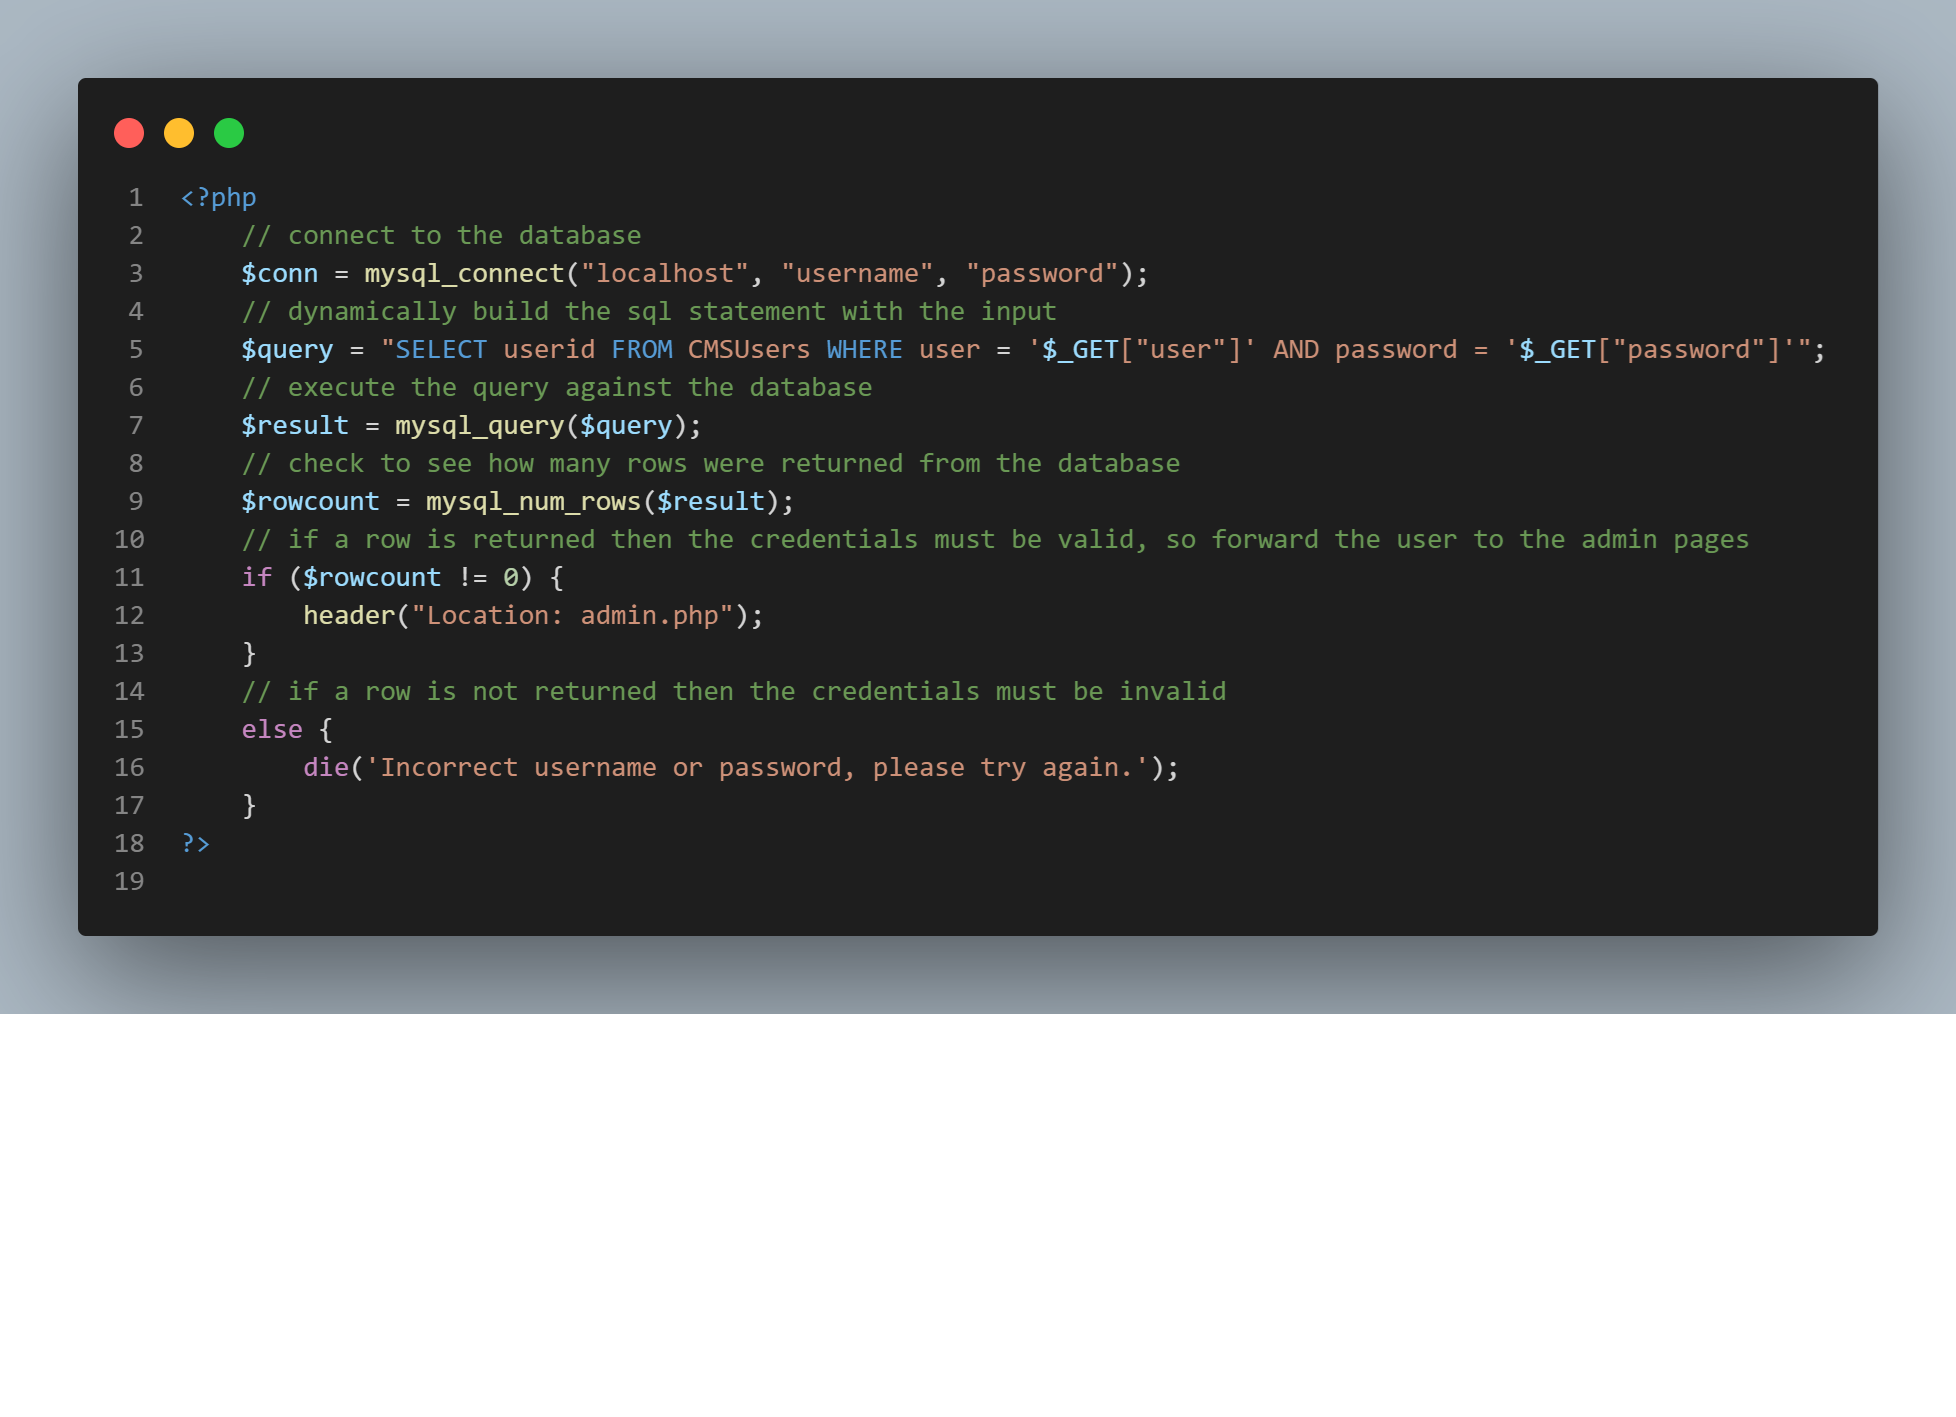 1 <?php
2     // connect to the database
3     $conn = mysql_connect("localhost", "username", "password");
4     // dynamically build the sql statement with the input
5     $query = "SELECT userid FROM CMSUsers WHERE user = '$_GET["user"]' AND password = '$_GET["password"]'";
6     // execute the query against the database
7     $result = mysql_query($query);
8     // check to see how many rows were returned from the database
9     $rowcount = mysql_num_rows($result);
10     // if a row is returned then the credentials must be valid, so forward the user to the admin pages
11     if ($rowcount != 0) {
12         header("Location: admin.php");
13     }
14     // if a row is not returned then the credentials must be invalid
15     else {
16         die('Incorrect username or password, please try again.');
17     }
18 ?>
19